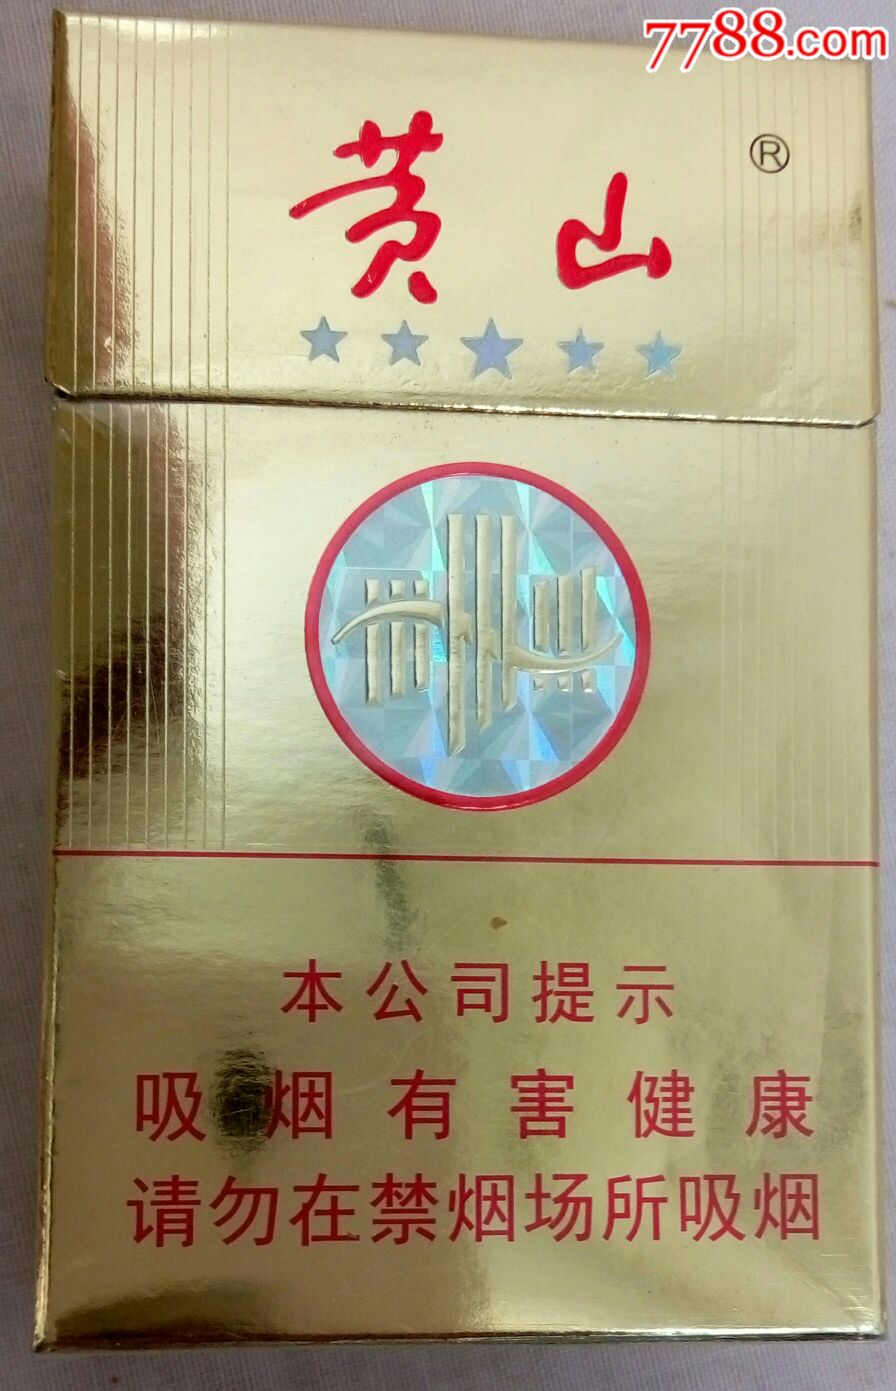 7788.com
黄山
®
本公司提示
吸烟有害健康
请勿在禁烟场所吸烟